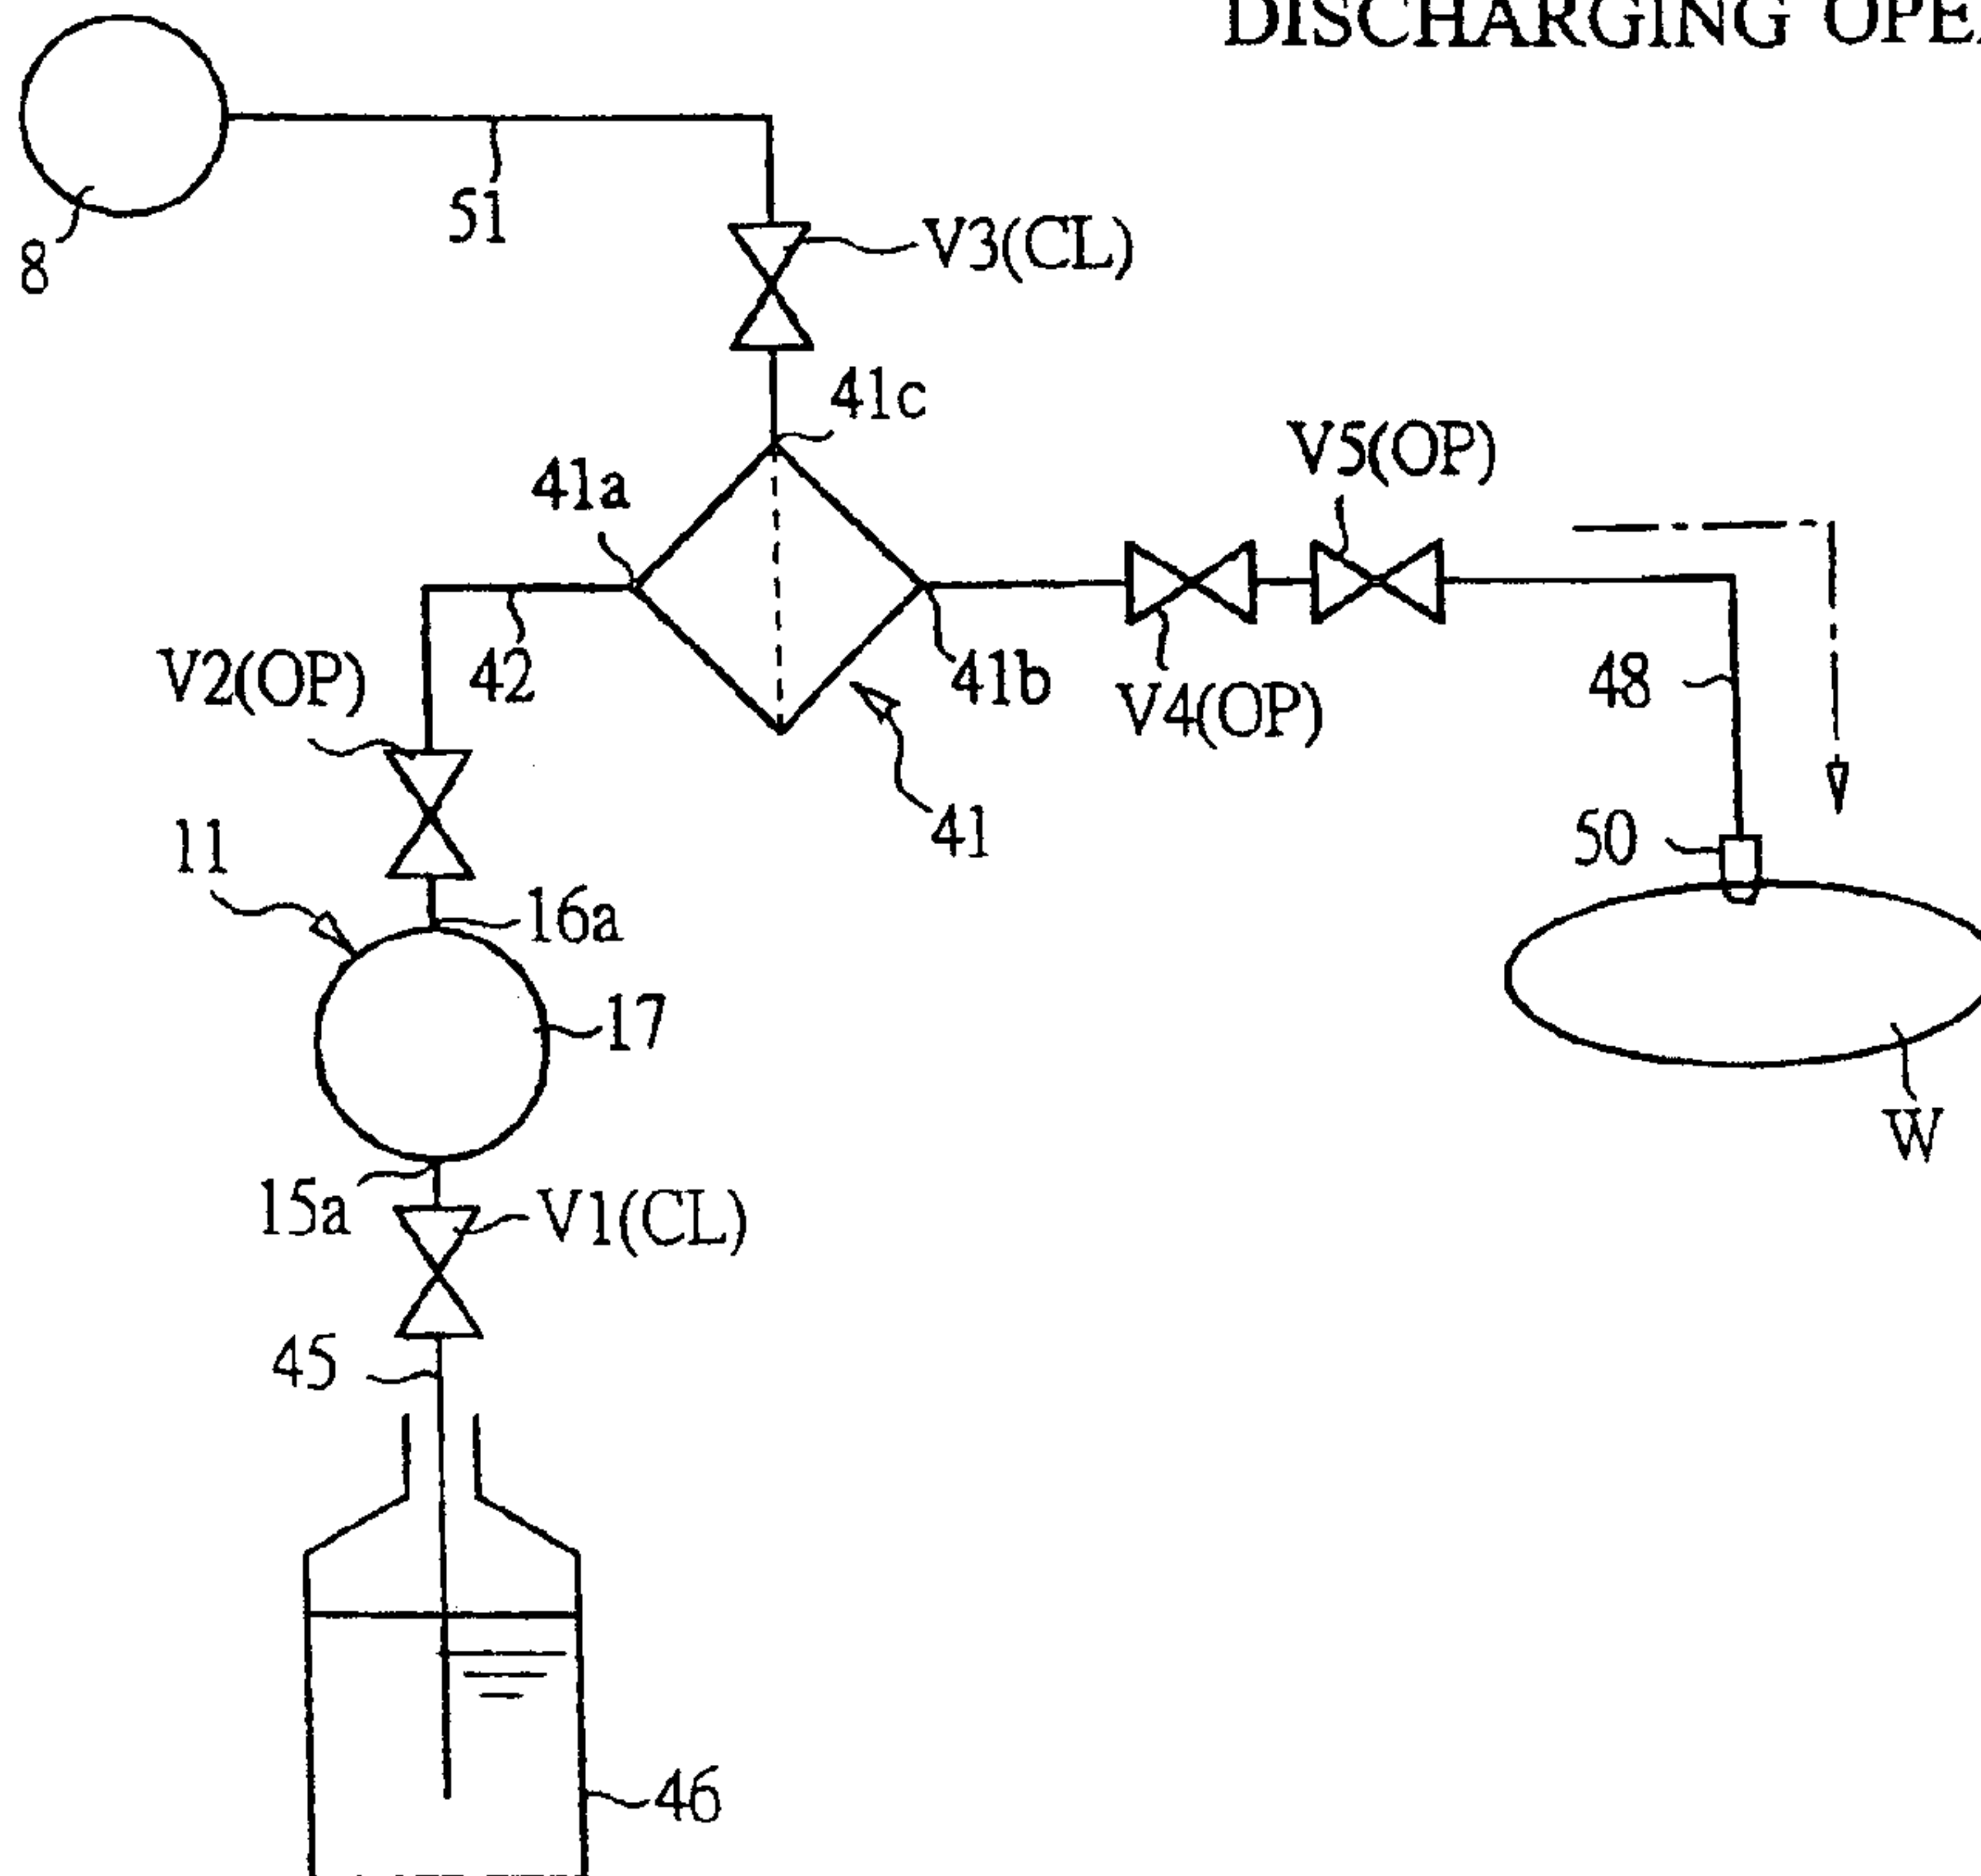 DISCHARGING
51
8
V3(CL)
41c
V5(OP)
41a
V2(OP)
42
41b
V4(OP)
48
11
41
50
16a
17
W
15a
V1(CL)
45
46